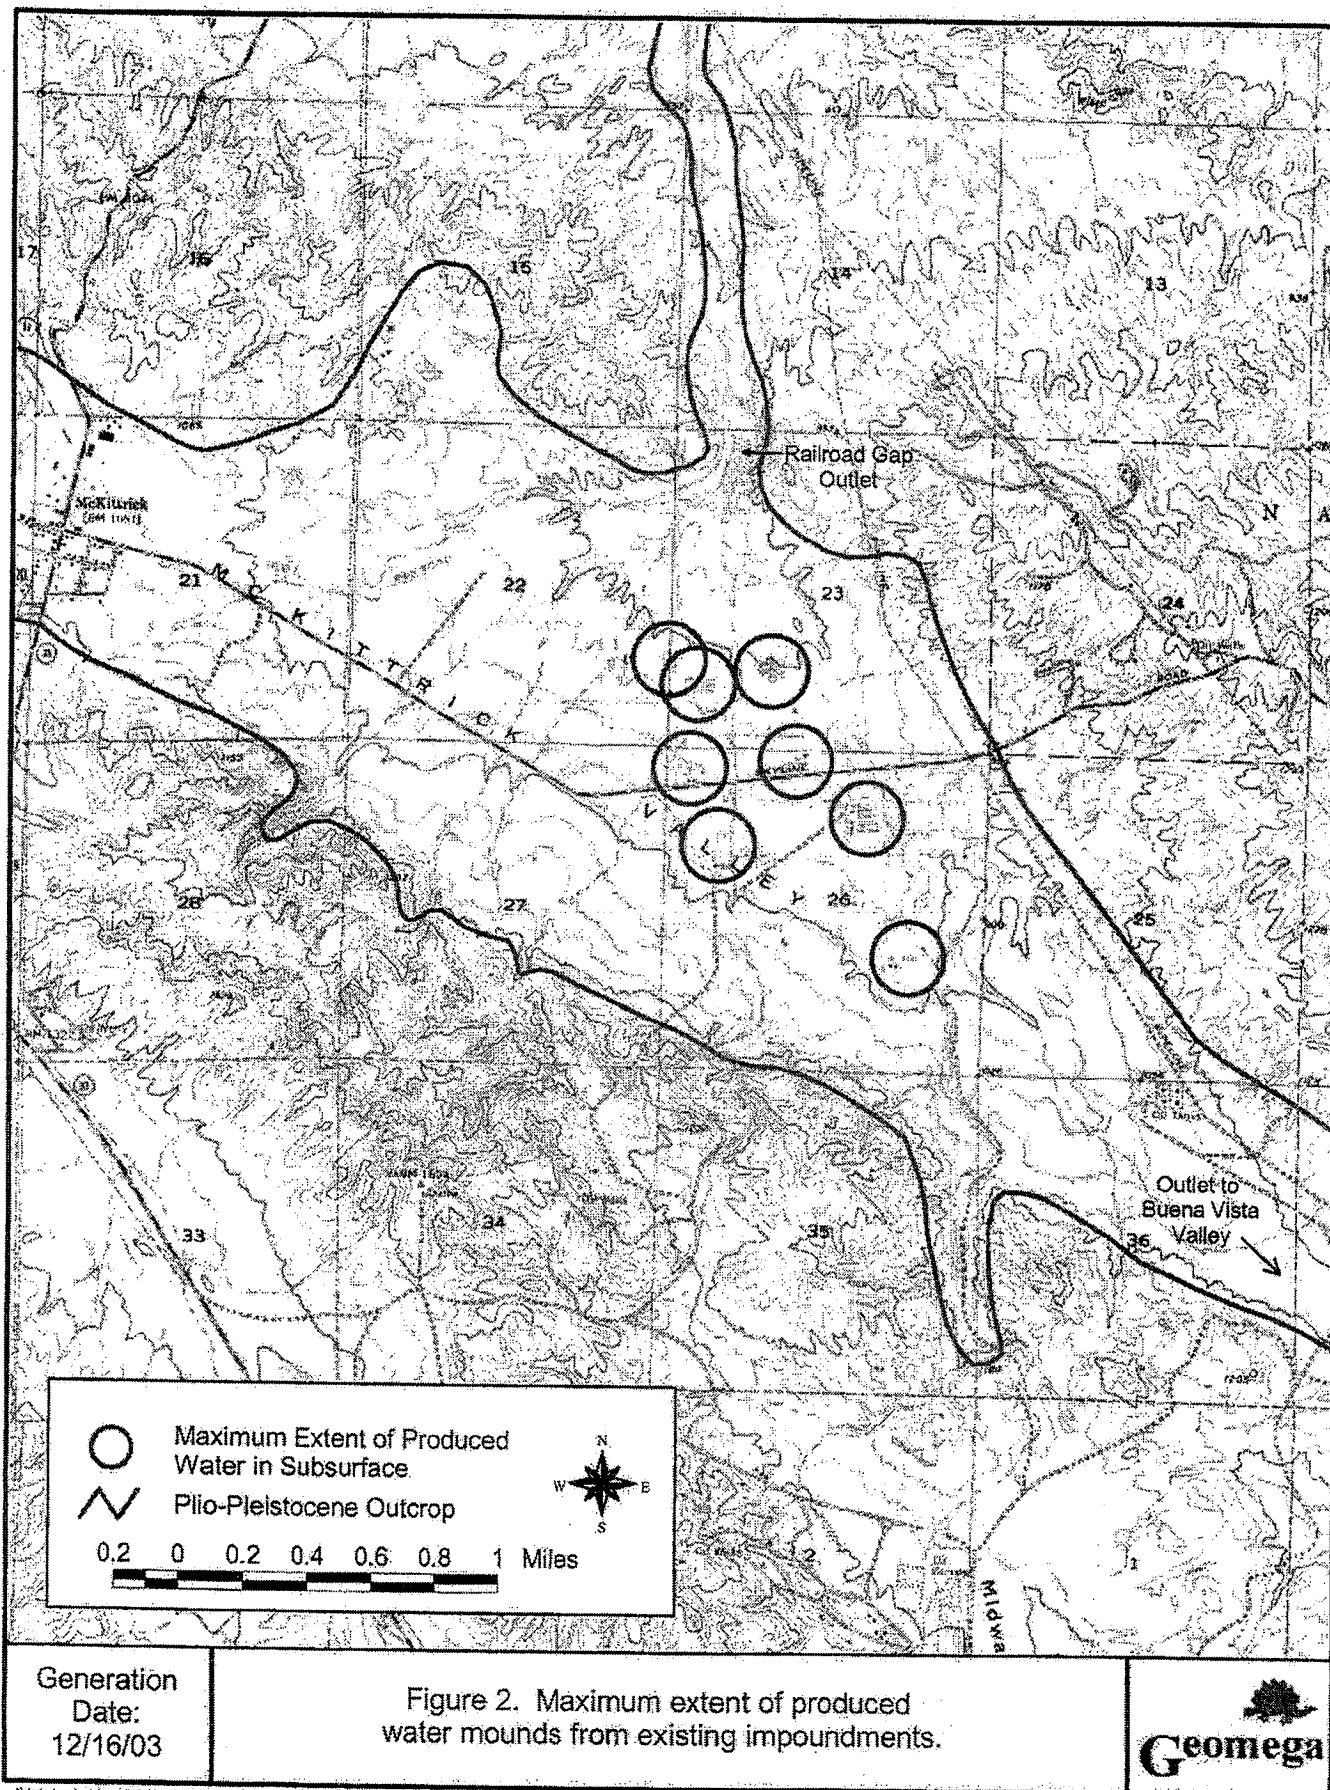 17
16
15
14
13
Railroad Gap
Outlet
McKittrick
N A
21
22
23
24
M C K I T T R I C K
ROAD
V A L L E Y
28
27
26
25
Outlet to
Buena Vista
Valley
33
34
35
36
Maximum Extent of Produced
Water in Subsurface
Plio-Pleistocene Outcrop
N
W E
S
0.2 0 0.2 0.4 0.6 0.8 1 Miles
2
1
Midwa
Generation
Date:
12/16/03
Figure 2. Maximum extent of produced
water mounds from existing impoundments.
Geomega